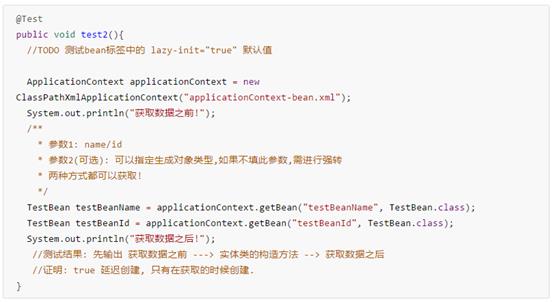 @Test
public void test2(){
//TODO 测试bean标签中的 lazy-init="true" 默认值
ApplicationContext applicationContext = new
ClassPathXmlApplicationContext("applicationContext-bean.xml");
System.out.println("获取数据之前!");
/**
* 参数1: name/id
* 参数2(可选): 可以指定生成对象类型,如果不填此参数,需进行强转
* 两种方式都可以获取!
*/
TestBean testBeanName = applicationContext.getBean("testBeanName", TestBean.class);
TestBean testBeanId = applicationContext.getBean("testBeanId", TestBean.class);
System.out.println("获取数据之后!");
//测试结果: 先输出 获取数据之前 ---> 实体类的构造方法 --> 获取数据之后
//证明: true 延迟创建, 只有在获取的时候创建.
}